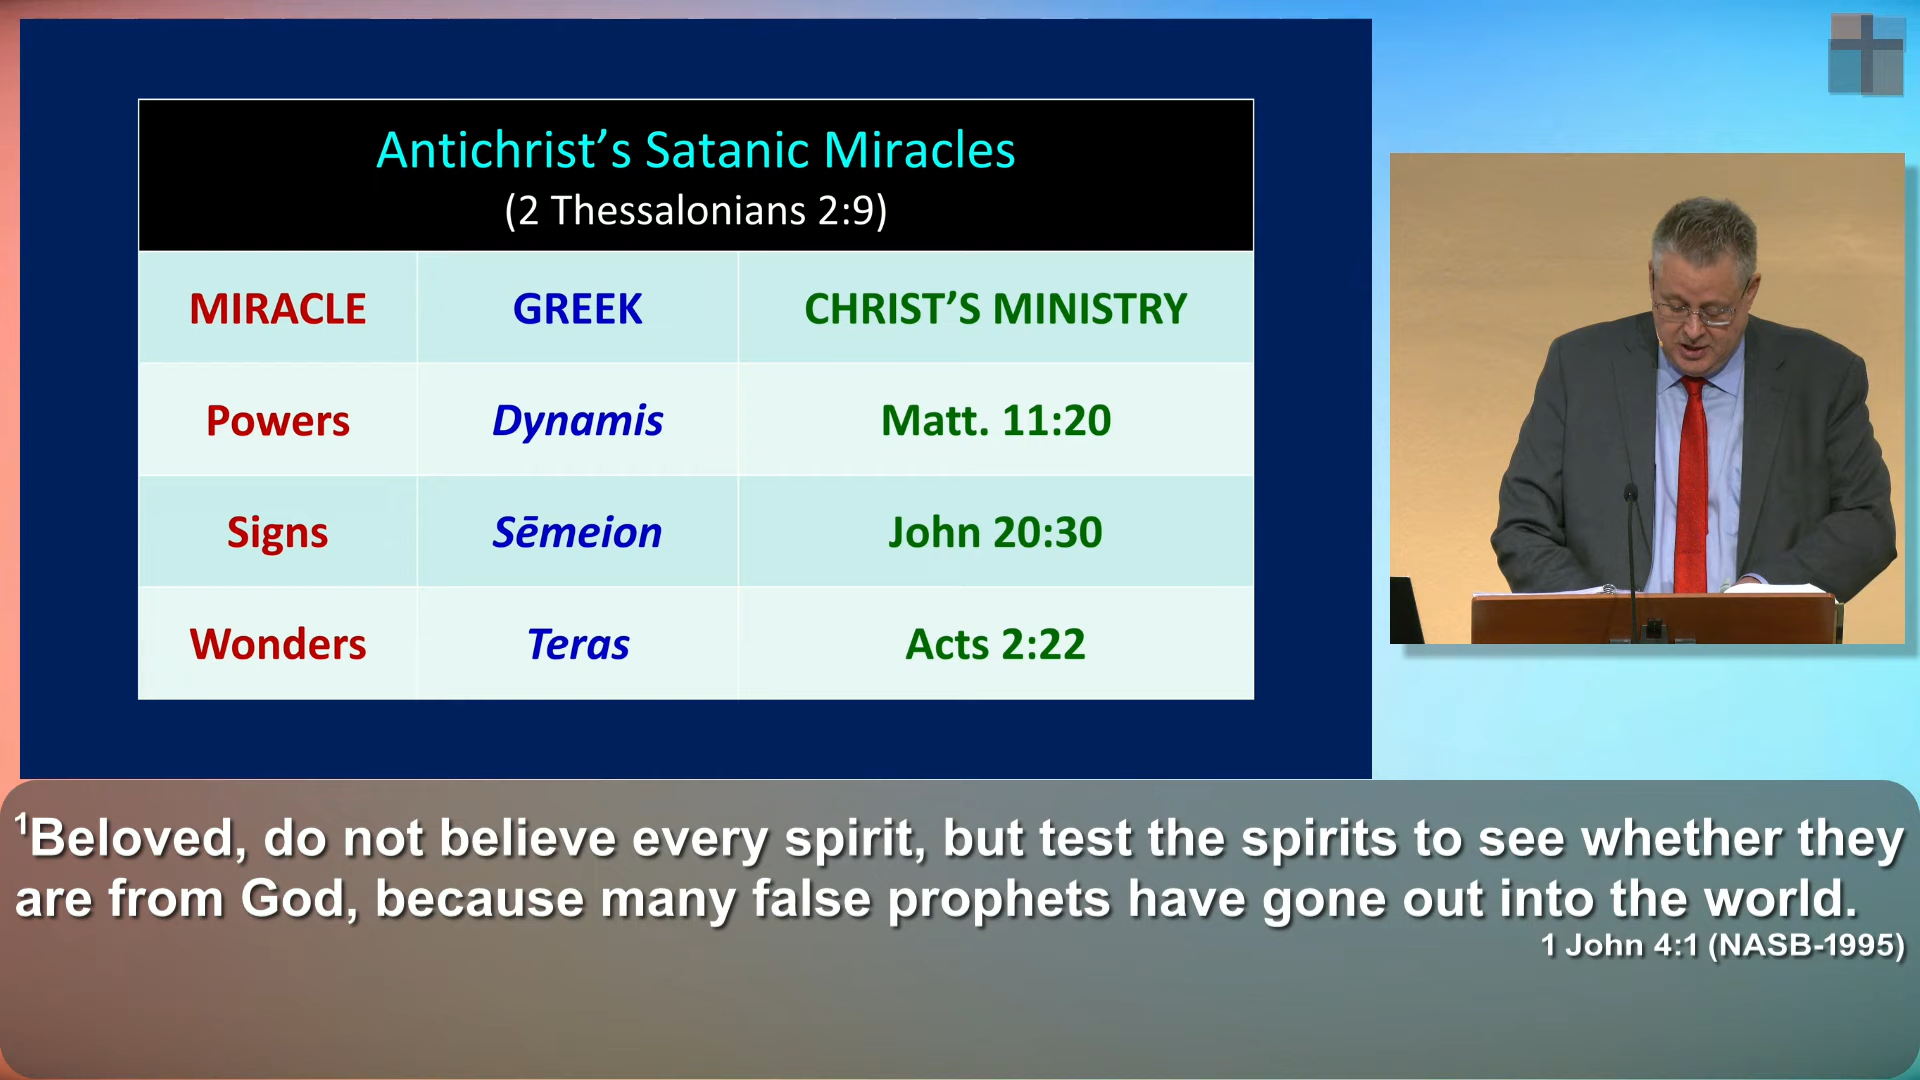 Antichrist’s Satanic Miracles
(2 Thessalonians 2:9)
MIRACLE GREEK CHRIST’S MINISTRY
Powers Dynamis Matt. 11:20
Signs Sēmeion John 20:30
Wonders Teras Acts 2:22
1Beloved, do not believe every spirit, but test the spirits to see whether they
are from God, because many false prophets have gone out into the world.
1 John 4:1 (NASB-1995)